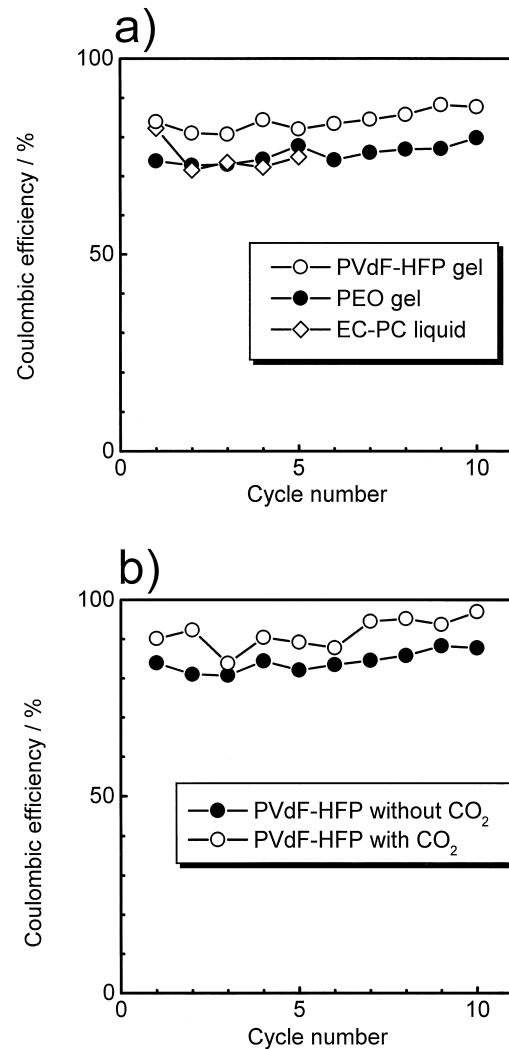 a)
100
50
0
Coulombic efficiency / %
PVdF-HFP gel
PEO gel
EC-PC liquid
0
5
10
Cycle number
b)
100
50
0
Coulombic efficiency / %
PVdF-HFP without CO₂
PVdF-HFP with CO₂
0
5
10
Cycle number